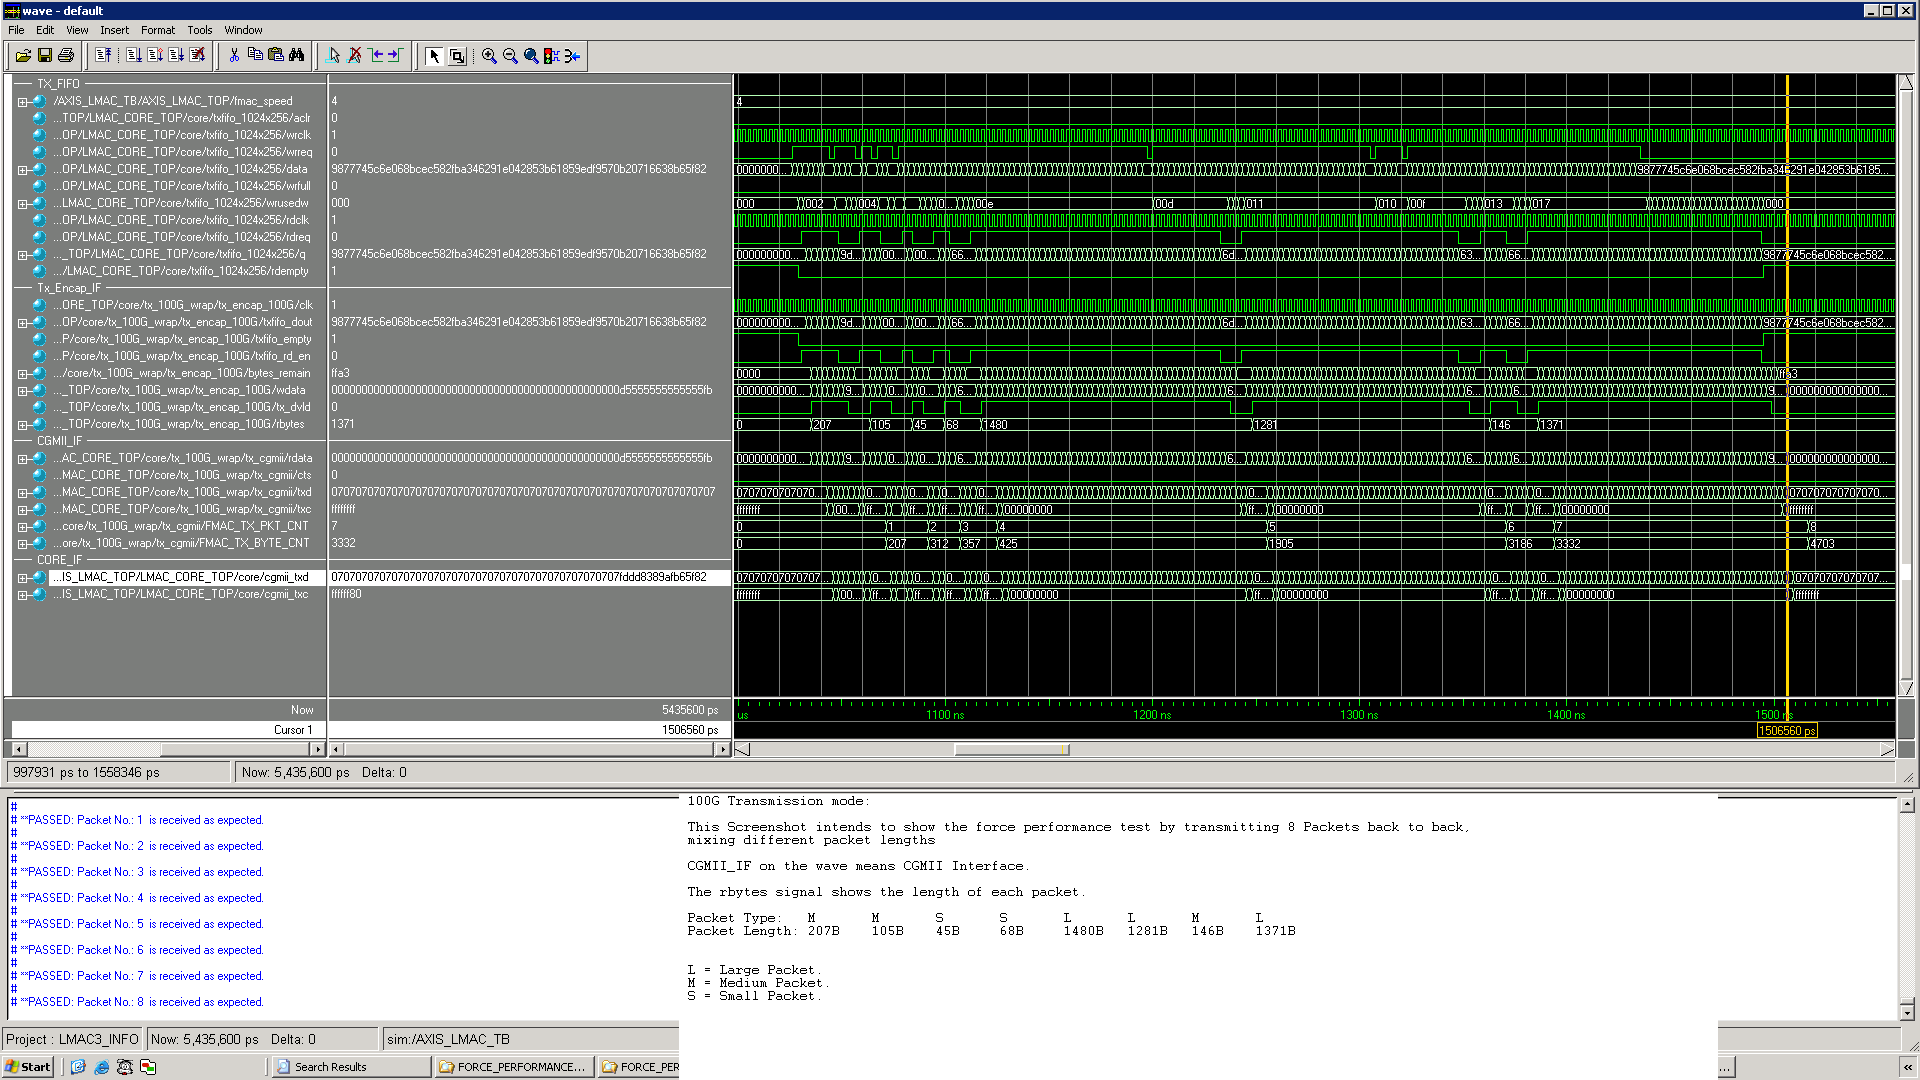 wave - default
File Edit View Insert Format Tools Window
TX_FIFO
/AXIS_LMAC_TB/AXIS_LMAC_TOP/fmac_speed 4 4
...TOP/LMAC_CORE_TOP/core/txfifo_1024x256/aclr 0
...OP/LMAC_CORE_TOP/core/txfifo_1024x256/wrclk 1
...OP/LMAC_CORE_TOP/core/txfifo_1024x256/wrreq 0
...OP/LMAC_CORE_TOP/core/txfifo_1024x256/data 9877745c6e068bcec582fba346291e042853b61859edf9570b20716638b65f82 0000000... 9877745c6e068bcec582fba346291e042853b6185...
...OP/LMAC_CORE_TOP/core/txfifo_1024x256/wrfull 0
...LMAC_CORE_TOP/core/txfifo_1024x256/wrusedw 000 000 002 004 0... 00e 00d 011 010 00f 013 017 000
...OP/LMAC_CORE_TOP/core/txfifo_1024x256/rdclk 1
...OP/LMAC_CORE_TOP/core/txfifo_1024x256/rdreq 0
..._TOP/LMAC_CORE_TOP/core/txfifo_1024x256/q 9877745c6e068bcec582fba346291e042853b61859edf9570b20716638b65f82 000000000... 9d... 00... 00... 66... 6d... 63... 66... 9877745c6e068bcec582...
.../LMAC_CORE_TOP/core/txfifo_1024x256/rdempty 1
Tx_Encap_IF
...ORE_TOP/core/tx_100G_wrap/tx_encap_100G/clk 1
...OP/core/tx_100G_wrap/tx_encap_100G/txfifo_dout 9877745c6e068bcec582fba346291e042853b61859edf9570b20716638b65f82 000000000... 9d... 00... 00... 66... 6d... 63... 66... 9877745c6e068bcec582...
...P/core/tx_100G_wrap/tx_encap_100G/txfifo_empty 1
...P/core/tx_100G_wrap/tx_encap_100G/txfifo_rd_en 0
.../core/tx_100G_wrap/tx_encap_100G/bytes_remain ffa3 0000 ffa3
..._TOP/core/tx_100G_wrap/tx_encap_100G/wdata 000000000000000000000000000000000000000000000000d5555555555555fb 0000000000... 9... 0... 0... 6... 6... 6... 6... 9... 000000000000000...
..._TOP/core/tx_100G_wrap/tx_encap_100G/tx_dvld 0
..._TOP/core/tx_100G_wrap/tx_encap_100G/rbytes 1371 0 207 105 45 68 1480 1281 146 1371
CGMII_IF
...AC_CORE_TOP/core/tx_100G_wrap/tx_cgmii/rdata 000000000000000000000000000000000000000000000000d5555555555555fb 0000000000... 9... 0... 0... 6... 6... 6... 6... 9... 000000000000000...
...MAC_CORE_TOP/core/tx_100G_wrap/tx_cgmii/cts 0
...MAC_CORE_TOP/core/tx_100G_wrap/tx_cgmii/txd 0707070707070707070707070707070707070707070707070707070707070707 0707070707070... 0... 0... 0... 0... 0... 0... 0... 070707070707070...
...MAC_CORE_TOP/core/tx_100G_wrap/tx_cgmii/txc ffffffff ffffffff 00... ff... ff... ff... 00000000 ff... 00000000 ff... ff... 00000000 ffffffff
...core/tx_100G_wrap/tx_cgmii/FMAC_TX_PKT_CNT 7 0 1 2 3 4 5 6 7 8
...ore/tx_100G_wrap/tx_cgmii/FMAC_TX_BYTE_CNT 3332 0 207 312 357 425 1905 3186 3332 4703
CORE_IF
...IS_LMAC_TOP/LMAC_CORE_TOP/core/cgmii_txd 07070707070707070707070707070707070707070707070707fddd8389afb65f82 07070707070707... 0... 0... 0... 0... 0... 0... 0... 07070707070707...
...IS_LMAC_TOP/LMAC_CORE_TOP/core/cgmii_txc ffffff80 ffffffff 00... ff... ff... ff... 00000000 ff... 00000000 ff... ff... 00000000 ffffffff
Now 5435600 ps us 1100 ns 1200 ns 1300 ns 1400 ns 1500 ns
Cursor 1 1506560 ps 1506560 ps
997931 ps to 1558346 ps Now: 5,435,600 ps Delta: 0
#
# **PASSED: Packet No.: 1 is received as expected.
#
# **PASSED: Packet No.: 2 is received as expected.
#
# **PASSED: Packet No.: 3 is received as expected.
#
# **PASSED: Packet No.: 4 is received as expected.
#
# **PASSED: Packet No.: 5 is received as expected.
#
# **PASSED: Packet No.: 6 is received as expected.
#
# **PASSED: Packet No.: 7 is received as expected.
#
# **PASSED: Packet No.: 8 is received as expected.
100G Transmission mode:
This Screenshot intends to show the force performance test by transmitting 8 Packets back to back,
mixing different packet lengths
CGMII_IF on the wave means CGMII Interface.
The rbytes signal shows the length of each packet.
Packet Type: M M S S L L M L
Packet Length: 207B 105B 45B 68B 1480B 1281B 146B 1371B
L = Large Packet.
M = Medium Packet.
S = Small Packet.
Project : LMAC3_INFO Now: 5,435,600 ps Delta: 0 sim:/AXIS_LMAC_TB
Start Search Results FORCE_PERFORMANCE... FORCE_PER ...